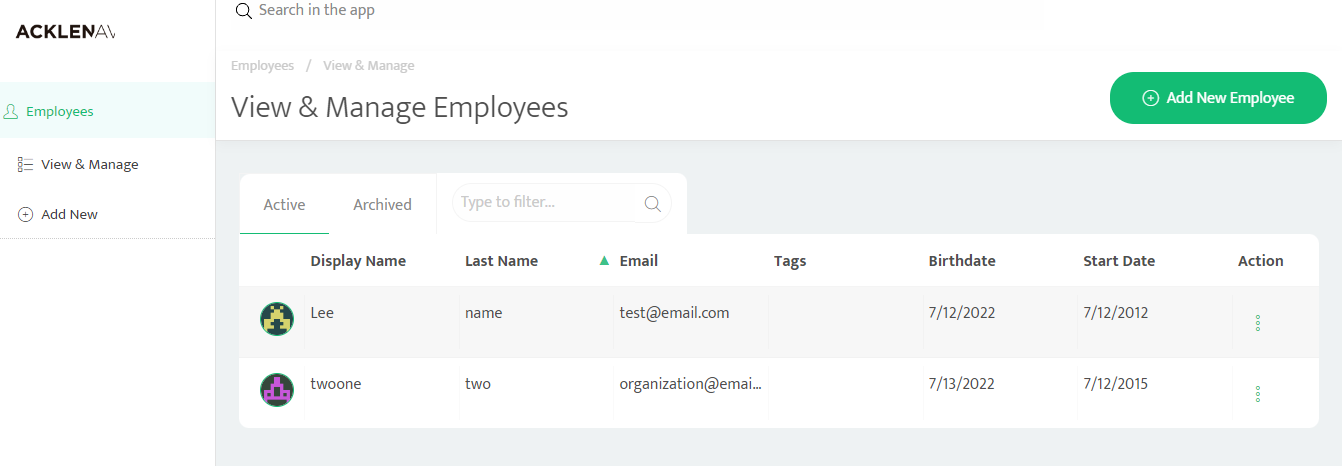 Search in the app
ACKLENAV
Employees / View & Manage
View & Manage Employees
Add New Employee
Employees
View & Manage
Add New
Active Archived Type to filter...
Display Name Last Name Email Tags Birthdate Start Date Action
Lee name test@email.com 7/12/2022 7/12/2012
twoone two organization@emai... 7/13/2022 7/12/2015